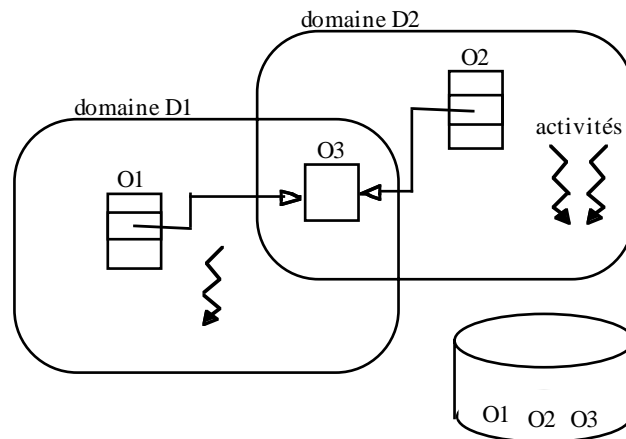 domaine D2
O2
domaine D1
activités
O3
O1
O1 O2 O3